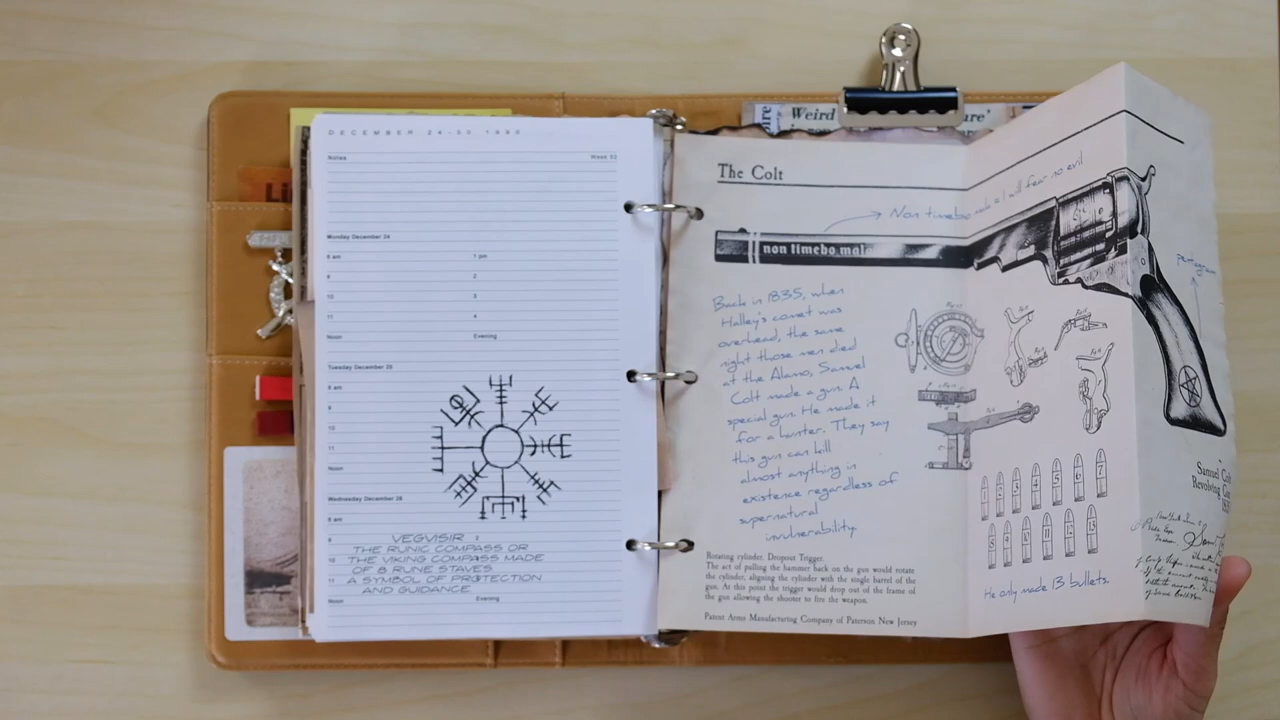 DECEMBER 24-30 1990
Notes
Week 52
Monday December 24
8 am
1 pm
9
2
10
3
11
4
Noon
Evening
Tuesday December 25
8 am
9
10
11
Noon
Wednesday December 26
8 am
9
10
11
Noon
Evening
VEGVISIR
THE RUNIC COMPASS OR
THE VIKING COMPASS MADE
OF 8 RUNE STAVES.
A SYMBOL OF PROTECTION
AND GUIDANCE.
Weird
The Colt
Non timebo mala = I will fear no evil
non timebo mala
pentagram
Back in 1835, when
Halley's comet was
overhead, the same
night those men died
at the Alamo, Samuel
Colt made a gun. A
special gun. He made it
for a hunter. They say
this gun can kill
almost anything in
existence regardless of
supernatural
invulnerability.
1 2 3 4 5 6 7
He only made 13 bullets.
Rotating cylinder. Dropout Trigger.
The act of pulling the hammer back on the gun would rotate
the cylinder, aligning the cylinder with the single barrel of the
gun. At this point the trigger would drop out of the frame of
the gun allowing the shooter to fire the weapon.
Patent Arms Manufacturing Company of Paterson New Jersey
Samuel
Revolving